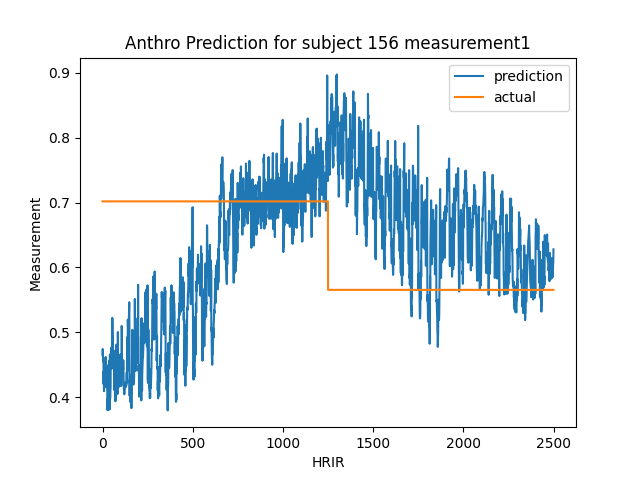 Anthro Prediction for subject 156 measurement1
prediction
actual
0.9
0.8
0.7
0.6
0.5
0.4
Measurement
0
500
1000
1500
2000
2500
HRIR